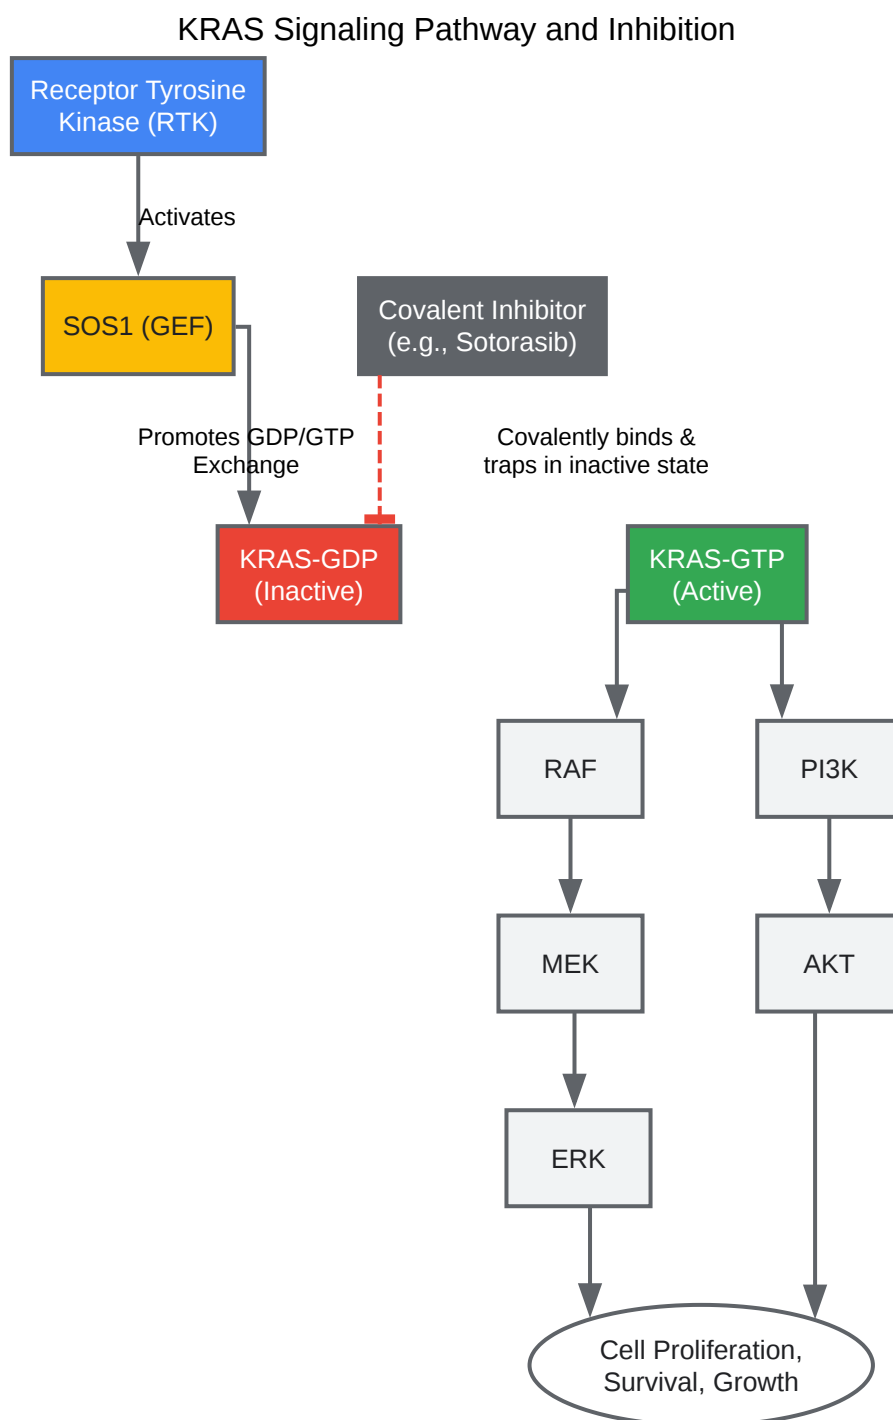 KRAS Signaling Pathway and Inhibition
Receptor Tyrosine
Kinase (RTK)
Activates
SOS1 (GEF)
Covalent Inhibitor
(e.g., Sotorasib)
Promotes GDP/GTP
Exchange
Covalently binds &
traps in inactive state
KRAS-GDP
(Inactive)
KRAS-GTP
(Active)
RAF
PI3K
MEK
AKT
ERK
Cell Proliferation,
Survival, Growth